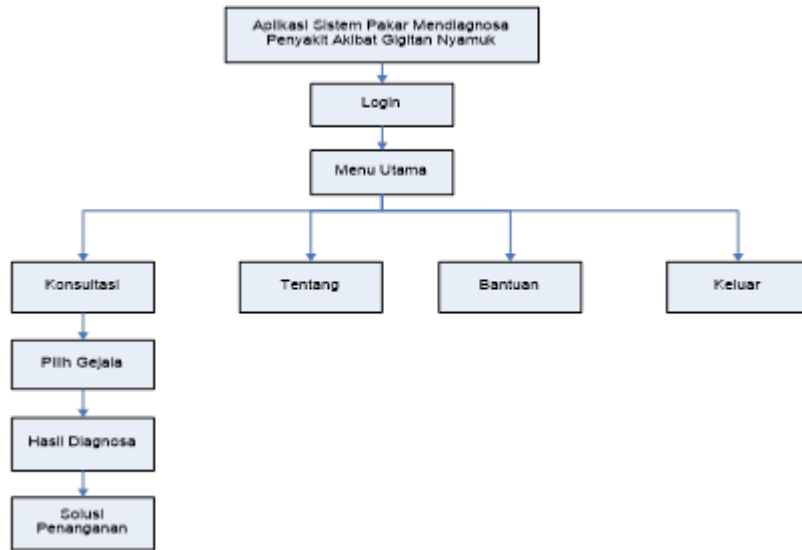 Aplikasi Sistem Pakar Mendiagnosa
Penyakit Akibat Gigitan Nyamuk
Login
Menu Utama
Konsultasi
Tentang
Bantuan
Keluar
Pilih Gejala
Hasil Diagnosa
Solusi
Penanganan